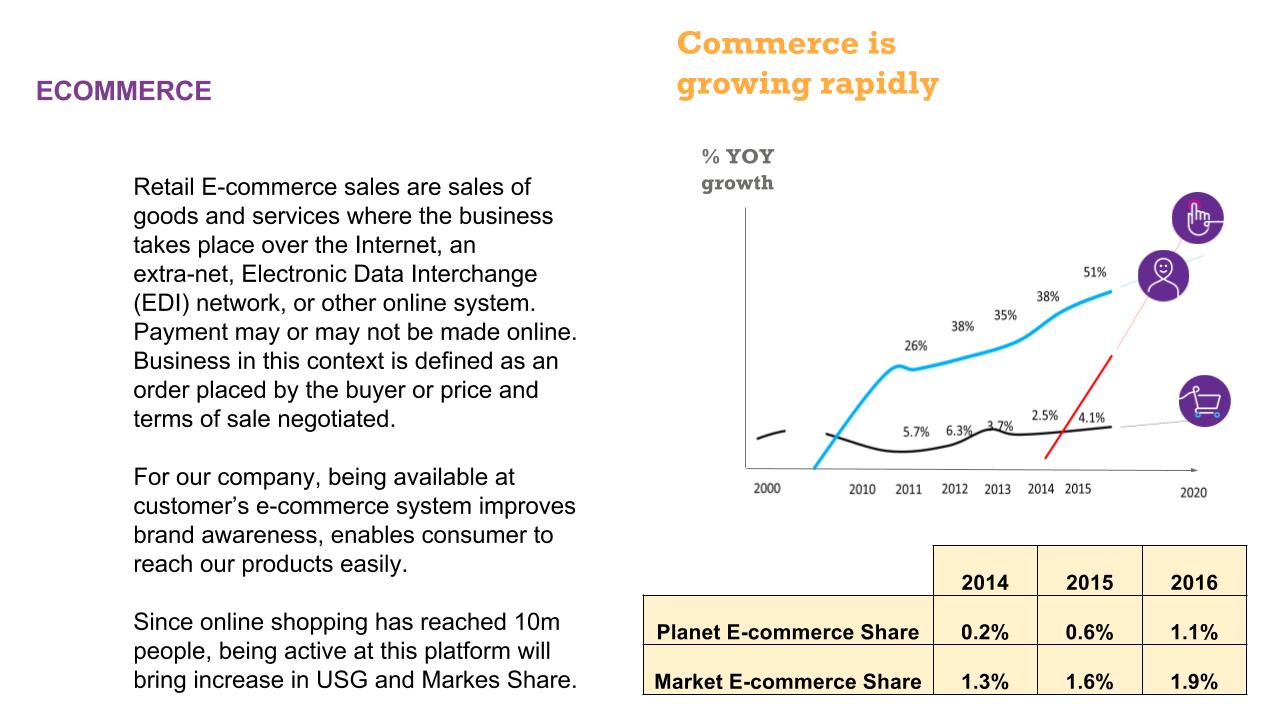 ECOMMERCE
Retail E-commerce sales are sales of
goods and services where the business
takes place over the Internet, an
extra-net, Electronic Data Interchange
(EDI) network, or other online system.
Payment may or may not be made online.
Business in this context is defined as an
order placed by the buyer or price and
terms of sale negotiated.
For our company, being available at
customer’s e-commerce system improves
brand awareness, enables consumer to
reach our products easily.
Since online shopping has reached 10m
people, being active at this platform will
bring increase in USG and Markes Share.
Commerce is
growing rapidly
% YOY
growth
51%
38%
35%
38%
26%
4.1%
2.5%
3.7%
6.3%
5.7%
2000 2010 2011 2012 2013 2014 2015 2020
2014 2015 2016
Planet E-commerce Share 0.2% 0.6% 1.1%
Market E-commerce Share 1.3% 1.6% 1.9%